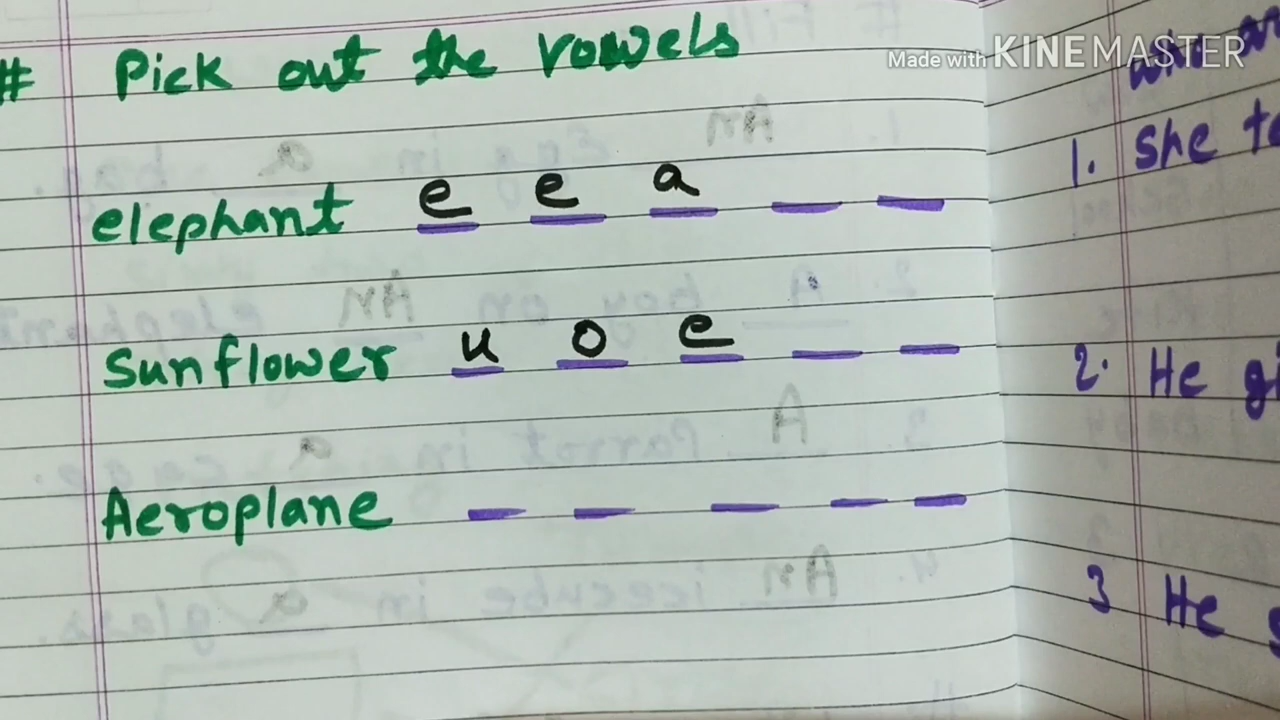 Made with KINEMASTER
# Pick out the vowels
elephant e e a _ _
Sunflower u o e _ _
Aeroplane _ _ _ _ _
1. She
2. He
3 He